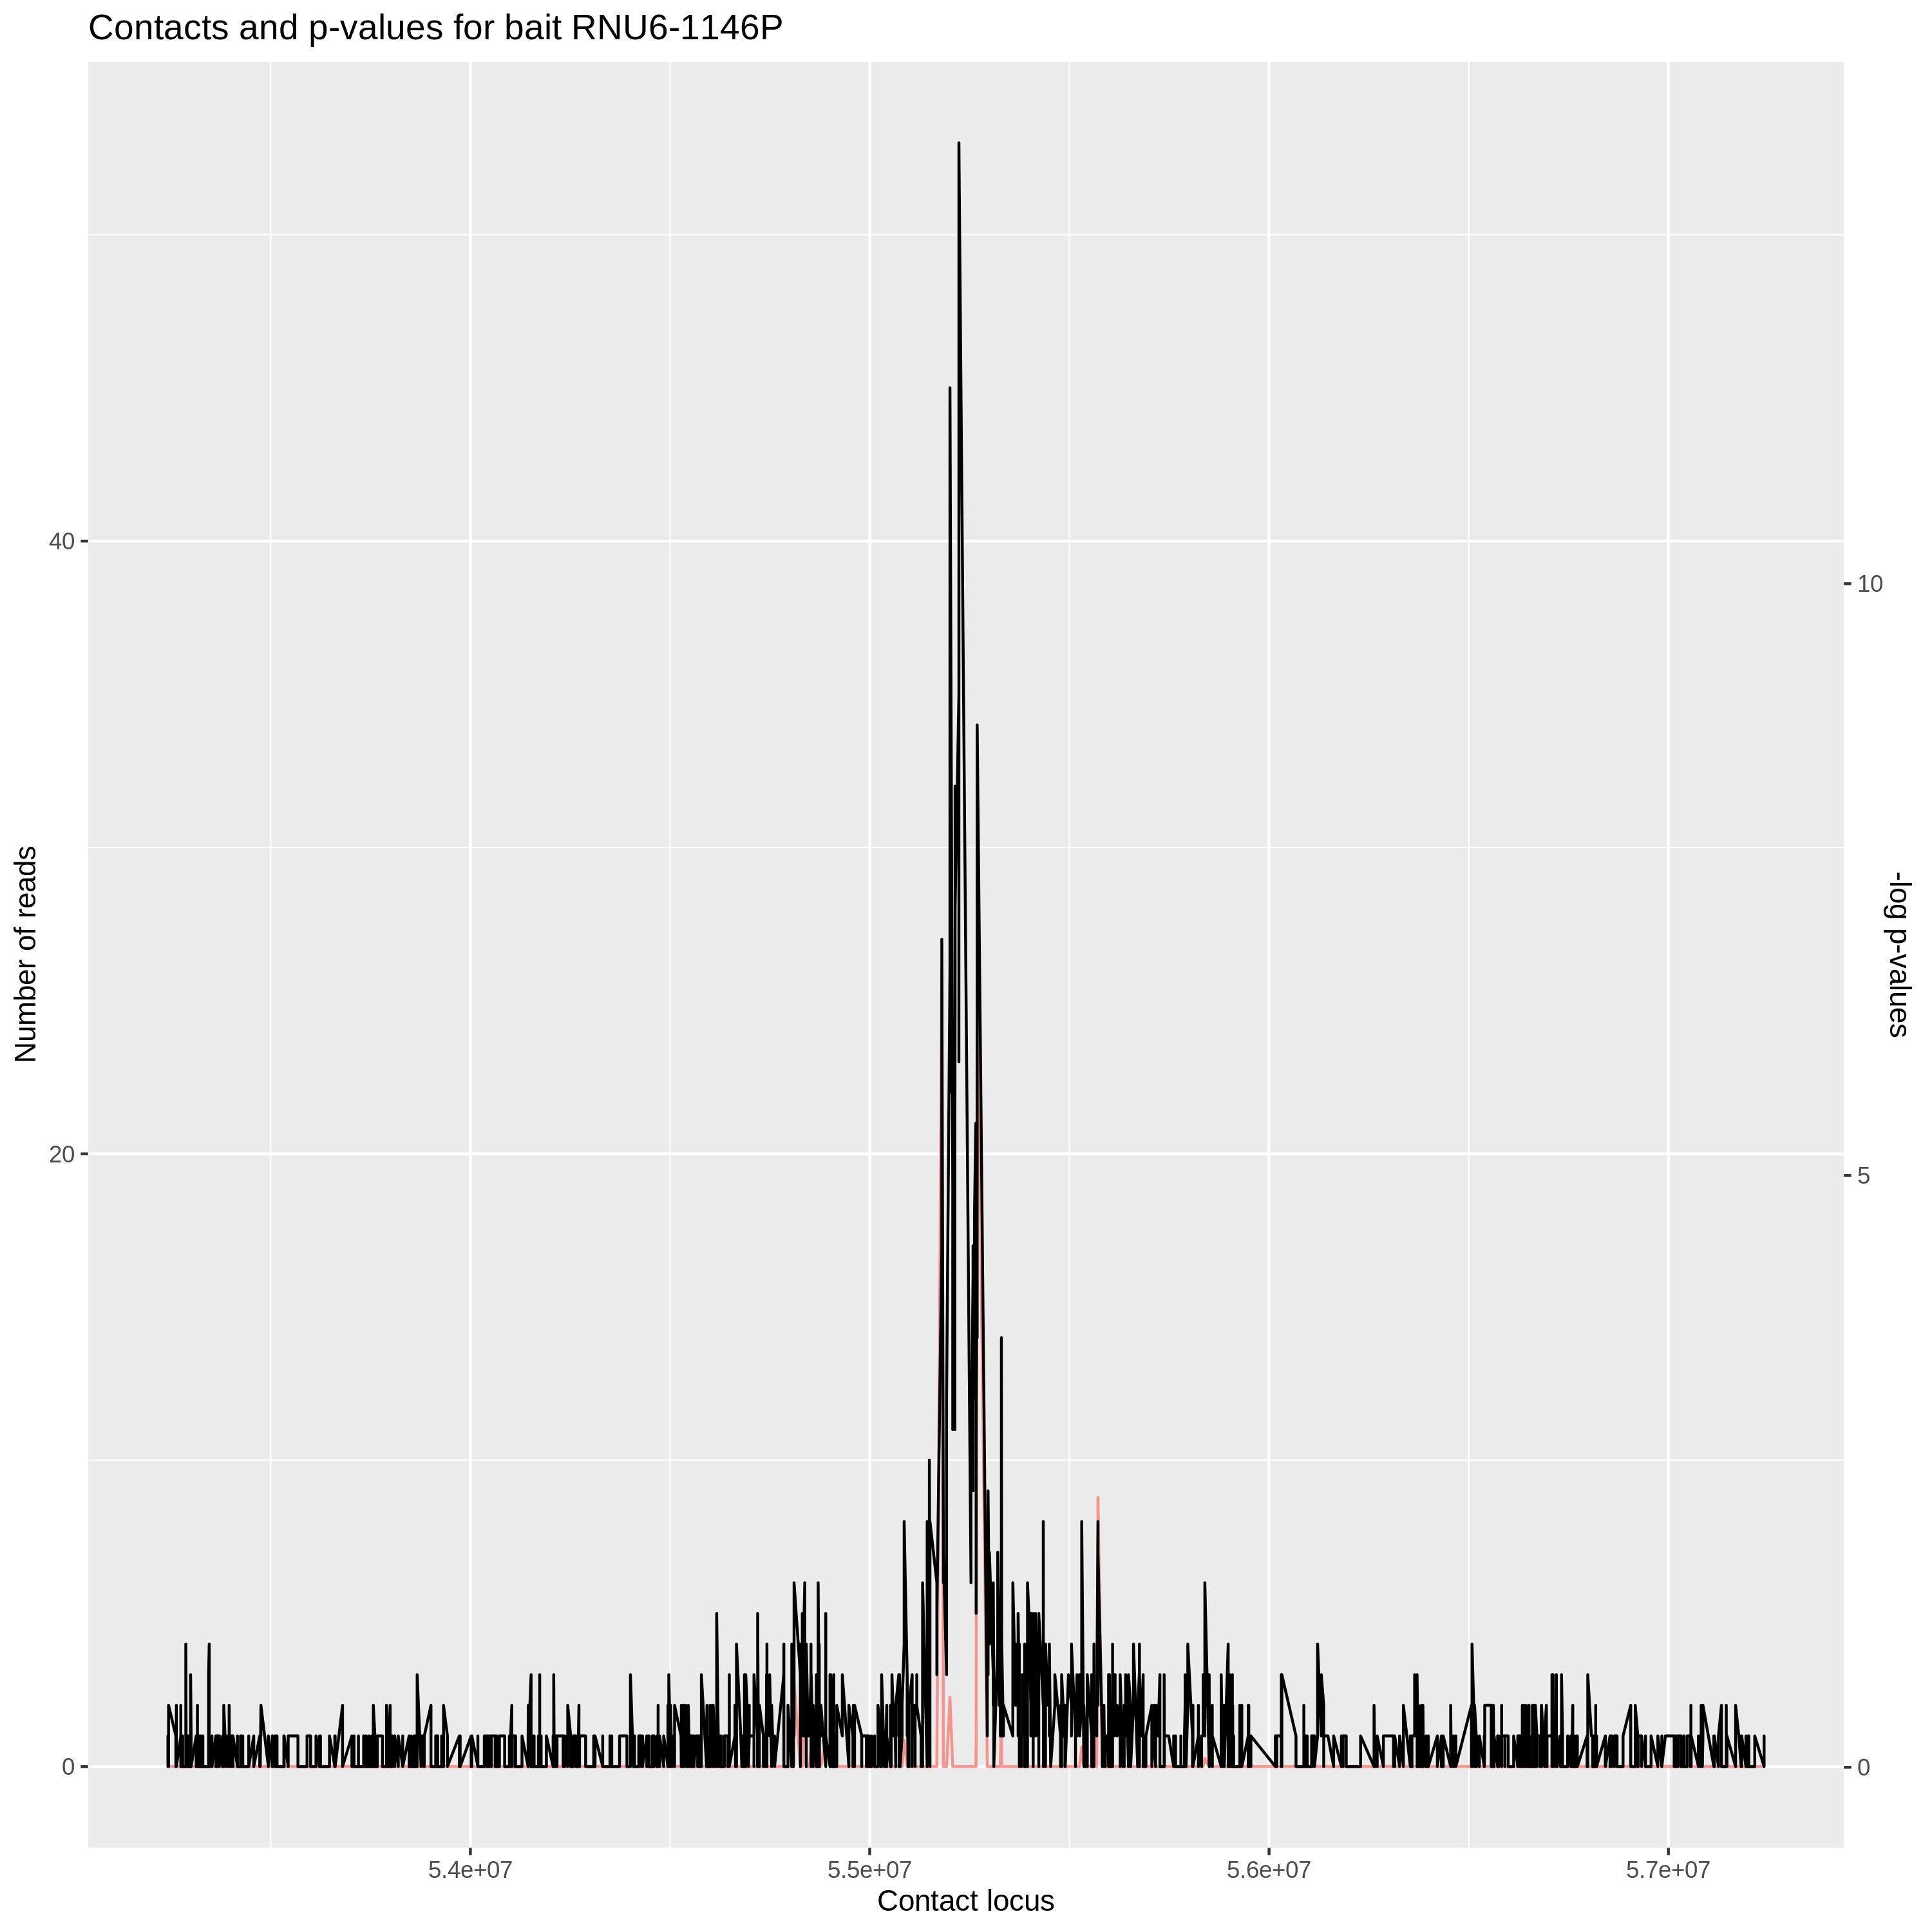 Contacts and p-values for bait RNU6-1146P
40
20
0
Number of reads
10
5
0
-log p-values
5.4e+07
5.5e+07
5.6e+07
5.7e+07
Contact locus